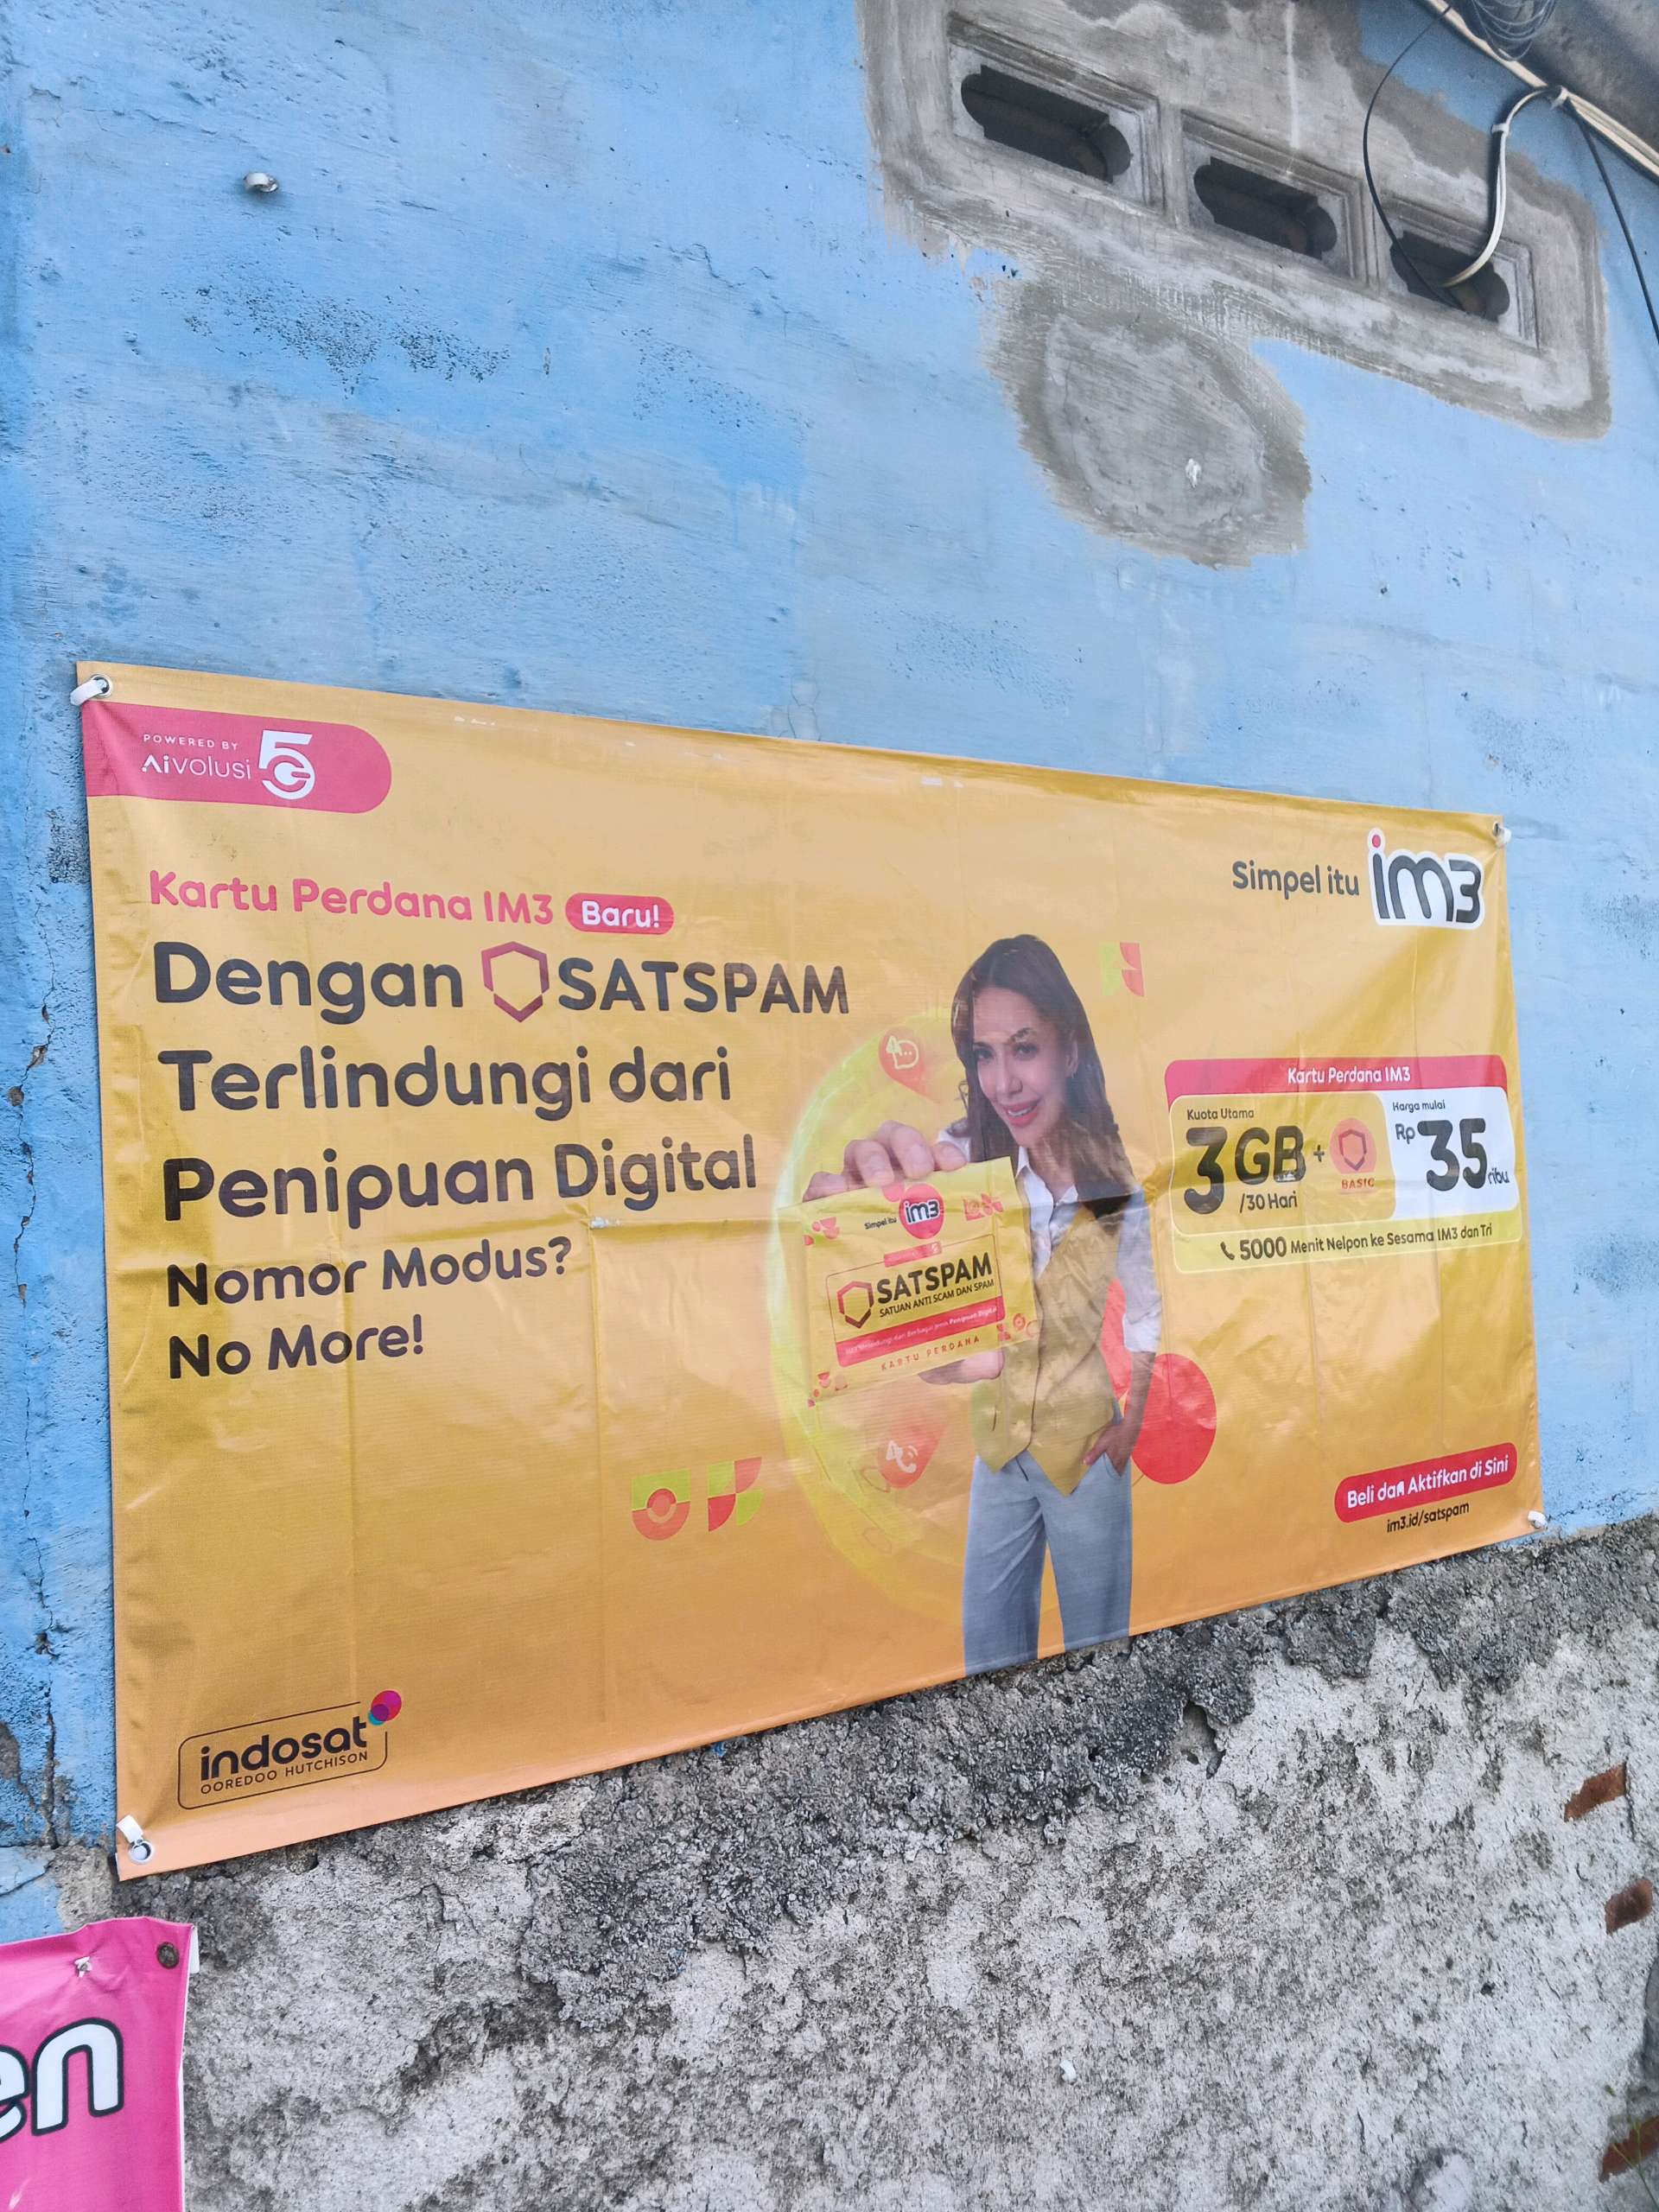 POWERED BY
Aivolusi 5G
Simpel itu im3
Kartu Perdana IM3 Baru!
Dengan SATSPAM
Terlindungi dari
Penipuan Digital
Nomor Modus?
No More!
Simpel itu im3
SATSPAM
SATUAN ANTI SCAM DAN SPAM
KARTU PERDANA
Kartu Perdana IM3
Kuota Utama
3 GB + BASIC
/30 Hari
Harga mulai
Rp 35 ribu
5000 Menit Nelpon ke Sesama IM3 dan Tri
Beli dan Aktifkan di Sini
im3.id/satspam
indosat
OOREDOO HUTCHISON
en